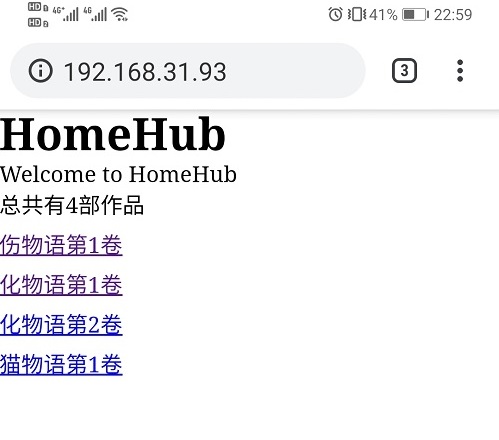 HD 1 4G+ 4G 41% 22:59
HD 2
192.168.31.93 3
HomeHub
Welcome to HomeHub
总共有4部作品
伤物语第1卷
化物语第1卷
化物语第2卷
猫物语第1卷